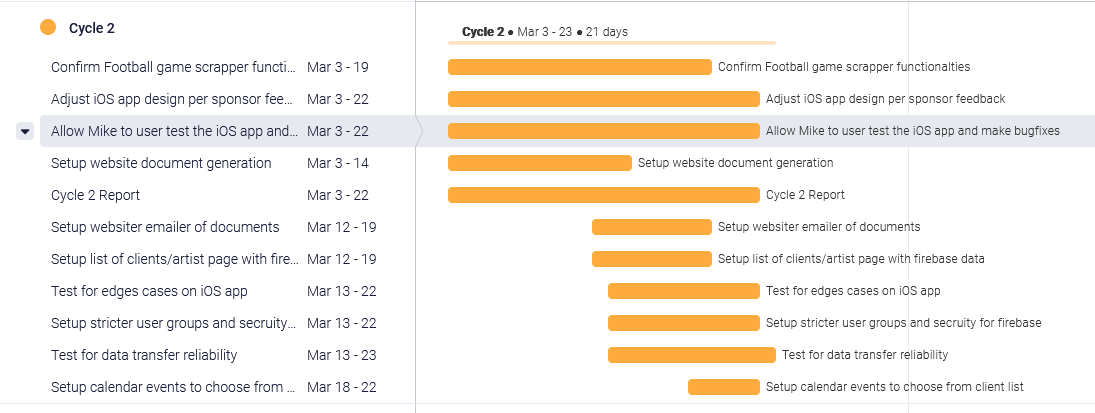 Cycle 2
Cycle 2 ● Mar 3 - 23 ● 21 days
Confirm Football game scrapper functi... Mar 3 - 19 Confirm Football game scrapper functionalties
Adjust iOS app design per sponsor fee... Mar 3 - 22 Adjust iOS app design per sponsor feedback
Allow Mike to user test the iOS app and... Mar 3 - 22 Allow Mike to user test the iOS app and make bugfixes
Setup website document generation Mar 3 - 14 Setup website document generation
Cycle 2 Report Mar 3 - 22 Cycle 2 Report
Setup websiter emailer of documents Mar 12 - 19 Setup websiter emailer of documents
Setup list of clients/artist page with fire... Mar 12 - 19 Setup list of clients/artist page with firebase data
Test for edges cases on iOS app Mar 13 - 22 Test for edges cases on iOS app
Setup stricter user groups and secruity... Mar 13 - 22 Setup stricter user groups and secruity for firebase
Test for data transfer reliability Mar 13 - 23 Test for data transfer reliability
Setup calendar events to choose from ... Mar 18 - 22 Setup calendar events to choose from client list